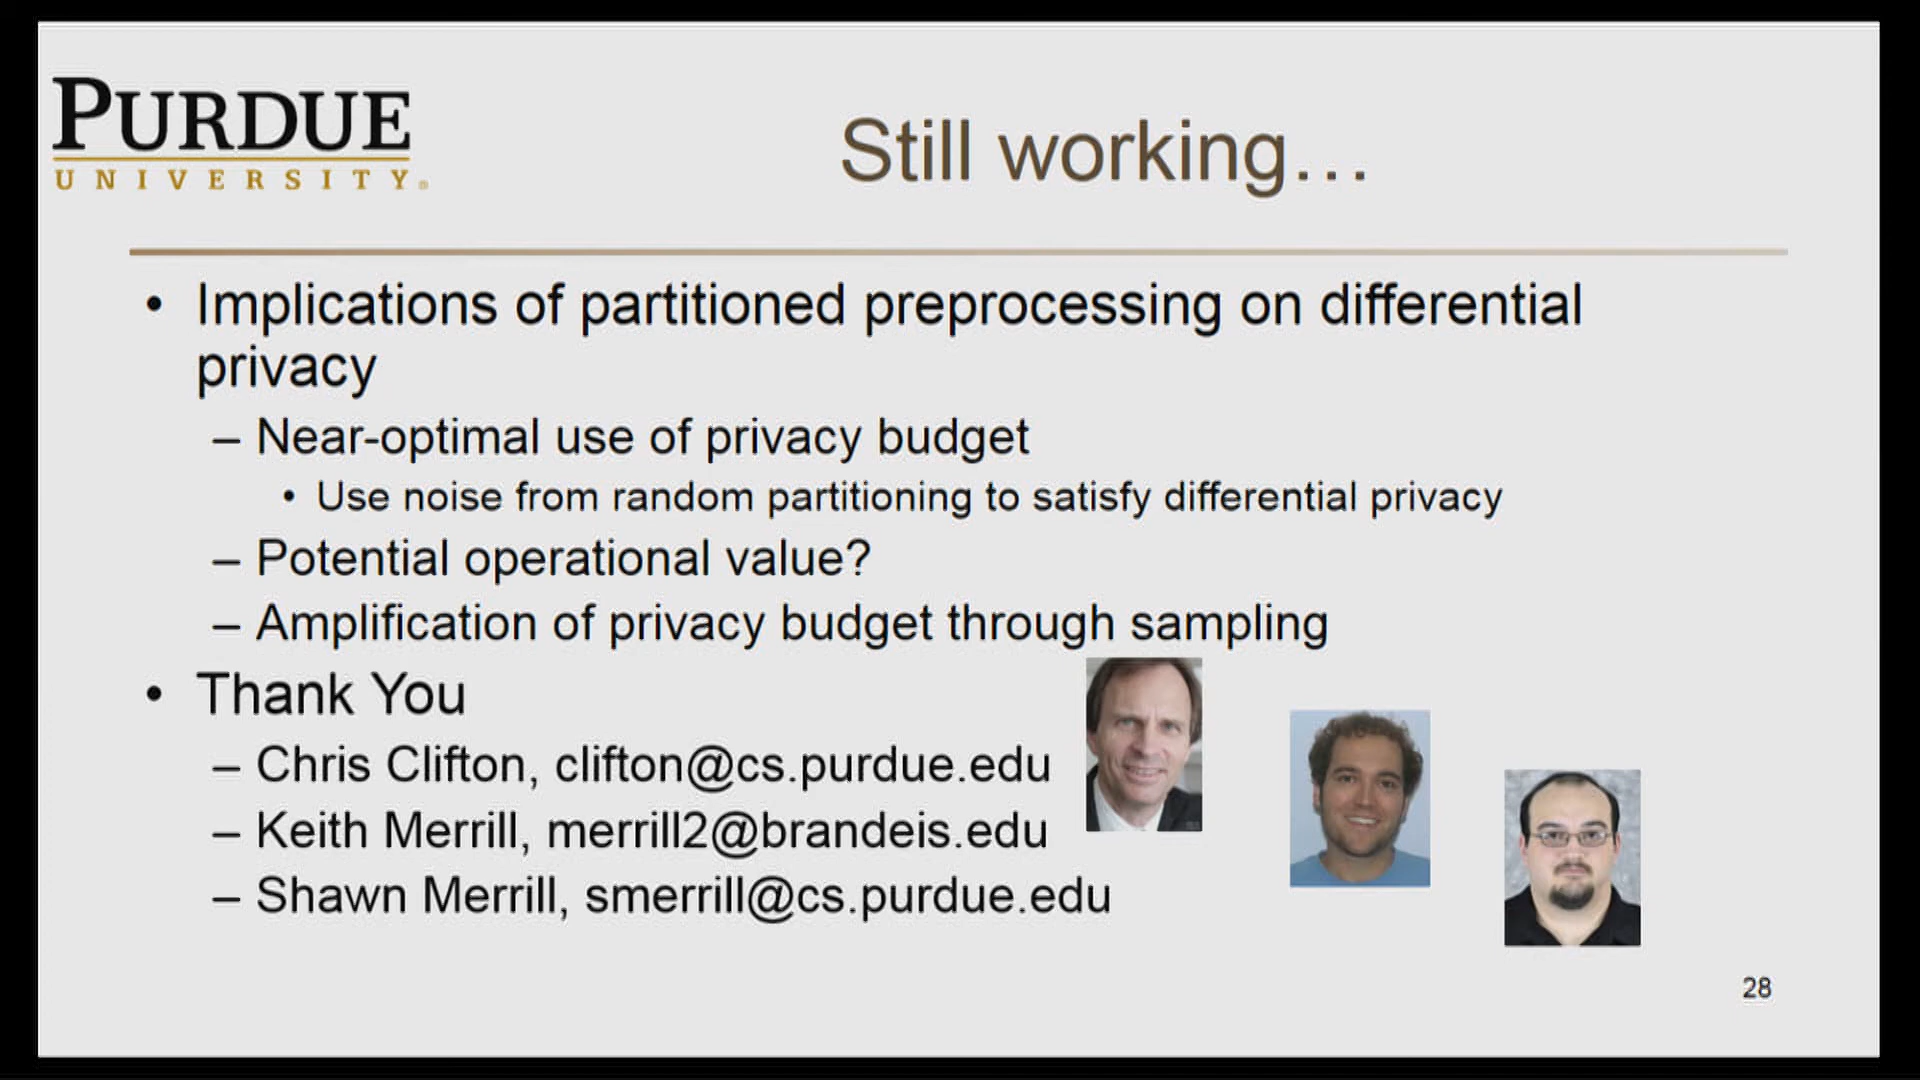 PURDUE
UNIVERSITY®
Still working…
• Implications of partitioned preprocessing on differential
privacy
– Near-optimal use of privacy budget
• Use noise from random partitioning to satisfy differential privacy
– Potential operational value?
– Amplification of privacy budget through sampling
• Thank You
– Chris Clifton, clifton@cs.purdue.edu
– Keith Merrill, merrill2@brandeis.edu
– Shawn Merrill, smerrill@cs.purdue.edu
28